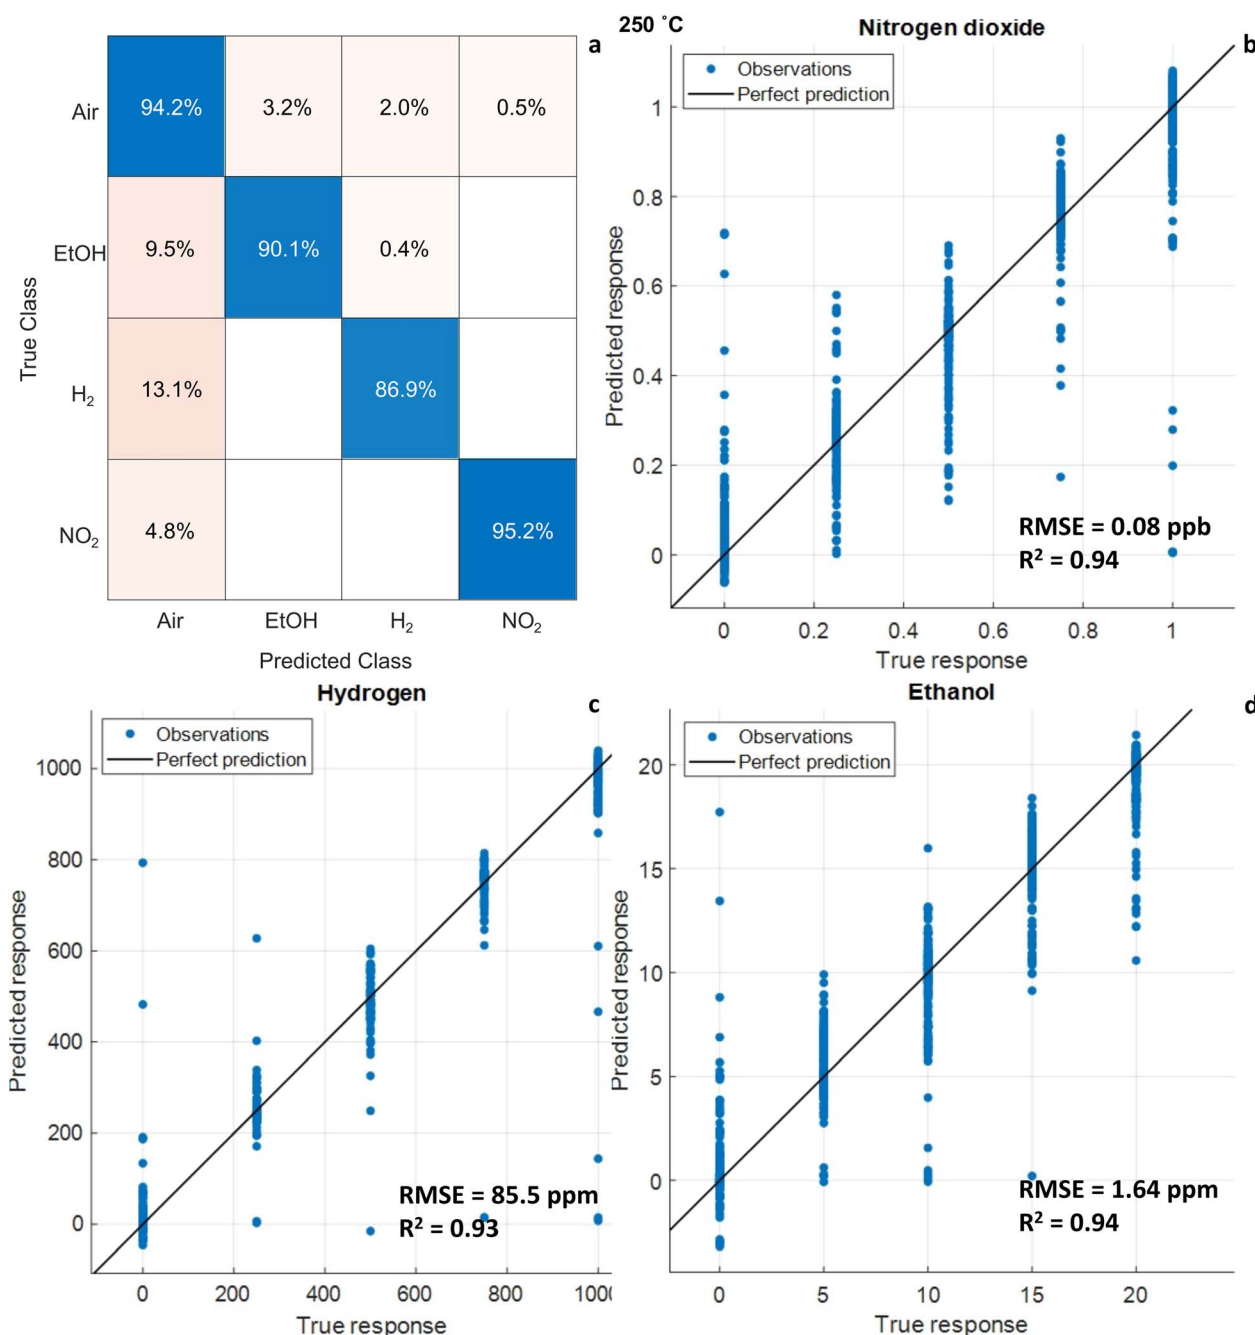 a
Air
94.2%
3.2%
2.0%
0.5%
EtOH
9.5%
90.1%
0.4%
H₂
13.1%
86.9%
NO₂
4.8%
95.2%
True Class
Air
EtOH
H₂
NO₂
Predicted Class
250 ˚C
Nitrogen dioxide
b
Observations
Perfect prediction
1
0.8
0.6
0.4
0.2
0
Predicted response
RMSE = 0.08 ppb
R² = 0.94
0
0.2
0.4
0.6
0.8
1
True response
Hydrogen
c
Observations
Perfect prediction
1000
800
600
400
200
0
Predicted response
RMSE = 85.5 ppm
R² = 0.93
0
200
400
600
800
True response
Ethanol
d
Observations
Perfect prediction
20
15
10
5
0
Predicted response
RMSE = 1.64 ppm
R² = 0.94
0
5
10
15
20
True response